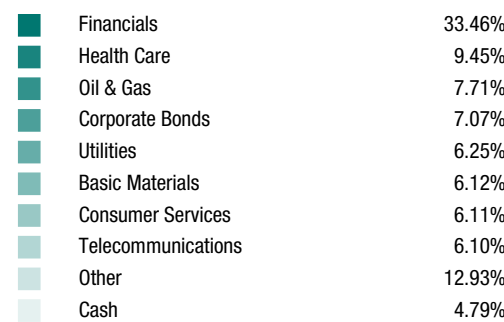 Financials 33.46%
Health Care 9.45%
Oil & Gas 7.71%
Corporate Bonds 7.07%
Utilities 6.25%
Basic Materials 6.12%
Consumer Services 6.11%
Telecommunications 6.10%
Other 12.93%
Cash 4.79%